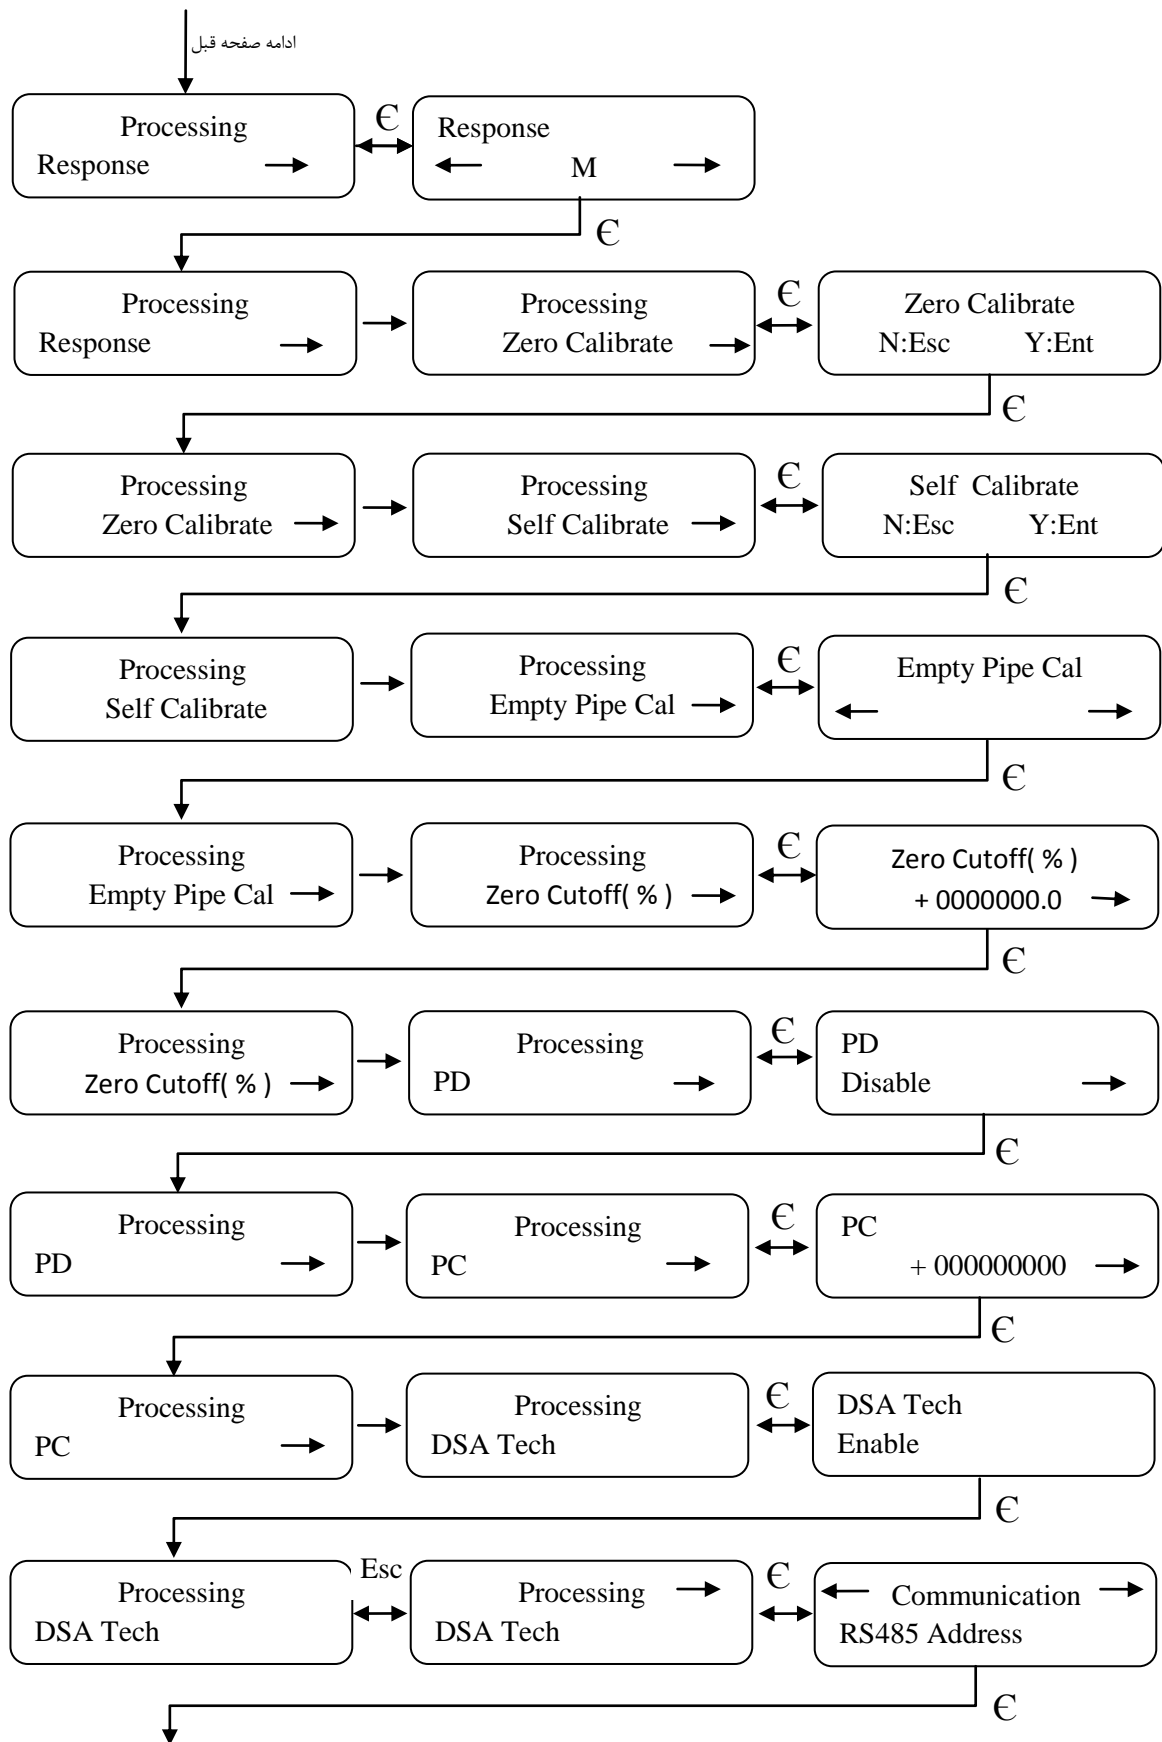 ادامه صفحه قبل
Processing
Response →
Є
Response
← M →
Є
Processing
Response →
Processing
Zero Calibrate →
Є
Zero Calibrate
N:Esc Y:Ent
Є
Processing
Zero Calibrate →
Processing
Self Calibrate →
Є
Self Calibrate
N:Esc Y:Ent
Є
Processing
Self Calibrate
Processing
Empty Pipe Cal →
Є
Empty Pipe Cal
← →
Є
Processing
Empty Pipe Cal →
Processing
Zero Cutoff( % ) →
Є
Zero Cutoff( % )
+ 0000000.0 →
Є
Processing
Zero Cutoff( % ) →
Processing
PD →
Є
PD
Disable →
Є
Processing
PD →
Processing
PC →
Є
PC
+ 000000000 →
Є
Processing
PC →
Processing
DSA Tech
Є
DSA Tech
Enable
Є
Processing
DSA Tech
Esc
Processing →
DSA Tech
Є
← Communication →
RS485 Address
Є